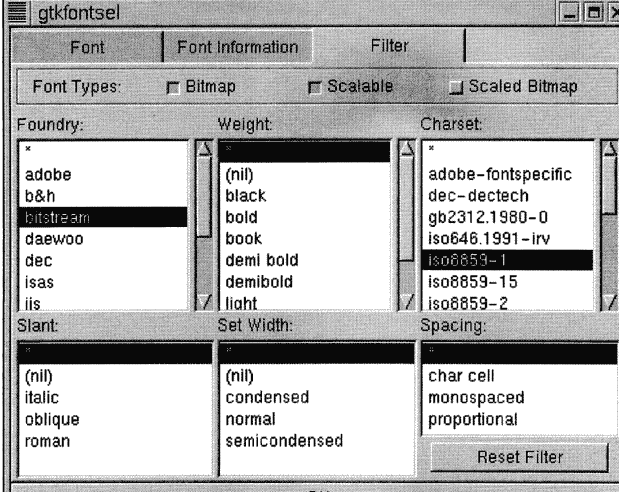 gtkfontsel
Font Font Information Filter
Font Types: Bitmap Scalable Scaled Bitmap
Foundry: Weight: Charset:
* * *
adobe (nil) adobe-fontspecific
b&h black dec-dectech
bitstream bold gb2312.1980-0
daewoo book iso646.1991-irv
dec demi bold iso8859-1
isas demibold iso8859-15
jis light iso8859-2
Slant: Set Width: Spacing:
* * *
(nil) (nil) char cell
italic condensed monospaced
oblique normal proportional
roman semicondensed
Reset Filter